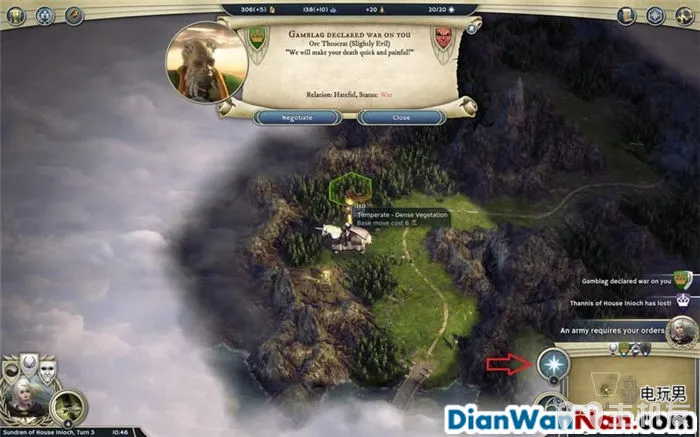 306(+5)
138(+10)
+20
20/20
GAMBLAG DECLARED WAR ON YOU
Orc Theocrat (Slightly Evil)
"We will make your death quick and painful!"
Relation: Hateful, Status: War
Negotiate
Close
Temperate - Dense Vegetation
Base move cost 6
Gamblag declared war on you
Thannis of House Inioch has lost!
An army requires your orders
4
Sundren of House Inioch, Turn 3
10:46
电玩男
DianWanNan.com